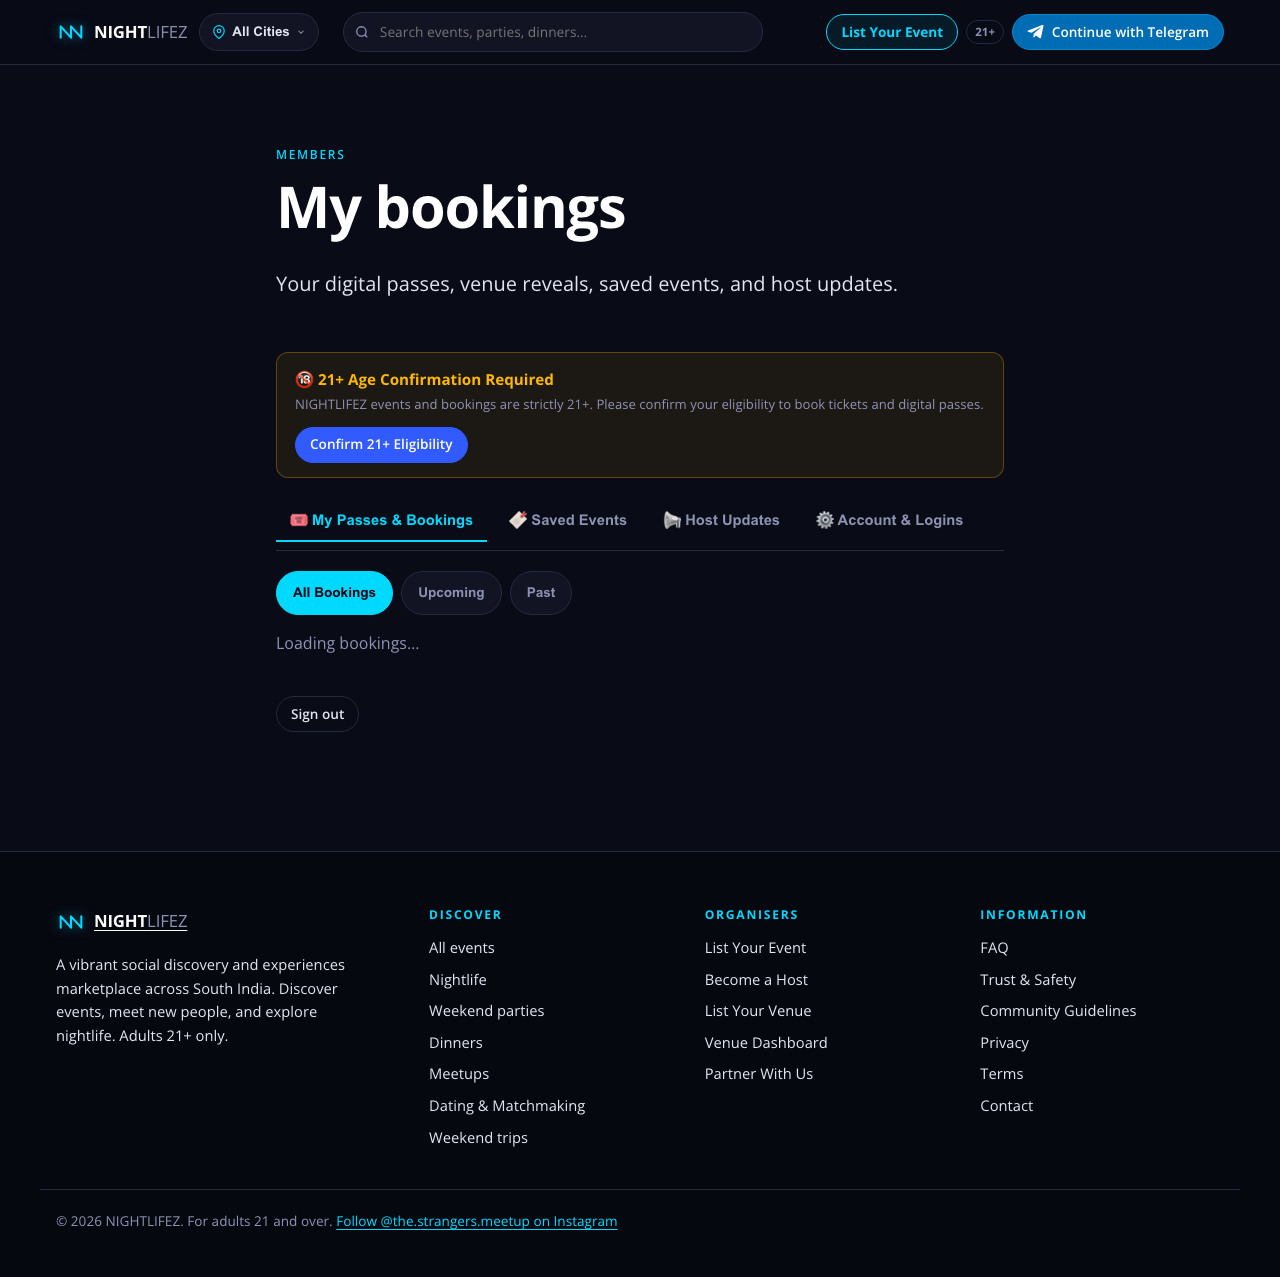 NIGHTLIFEZ
All Cities
Search events, parties, dinners...
List Your Event
21+
Continue with Telegram
MEMBERS
My bookings
Your digital passes, venue reveals, saved events, and host updates.
🔞 21+ Age Confirmation Required
NIGHTLIFEZ events and bookings are strictly 21+. Please confirm your eligibility to book tickets and digital passes.
Confirm 21+ Eligibility
My Passes & Bookings
Saved Events
Host Updates
Account & Logins
All Bookings
Upcoming
Past
Loading bookings...
Sign out
NIGHTLIFEZ
A vibrant social discovery and experiences
marketplace across South India. Discover
events, meet new people, and explore
nightlife. Adults 21+ only.
DISCOVER
All events
Nightlife
Weekend parties
Dinners
Meetups
Dating & Matchmaking
Weekend trips
ORGANISERS
List Your Event
Become a Host
List Your Venue
Venue Dashboard
Partner With Us
INFORMATION
FAQ
Trust & Safety
Community Guidelines
Privacy
Terms
Contact
© 2026 NIGHTLIFEZ. For adults 21 and over. Follow @the.strangers.meetup on Instagram